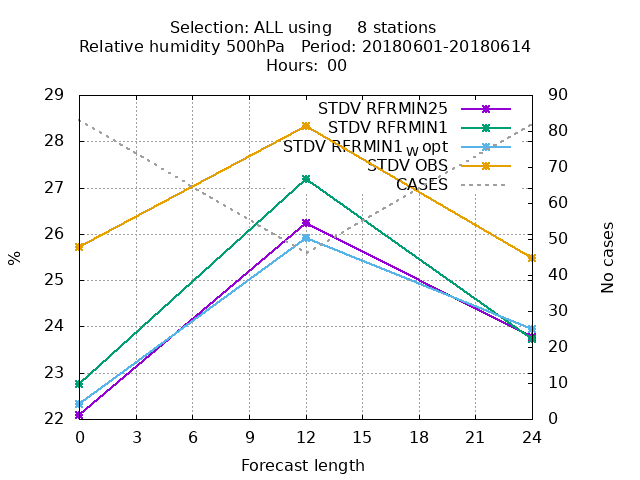 Selection: ALL using     8 stations
Relative humidity 500hPa   Period: 20180601-20180614
Hours: 00
29
28
27
26
25
24
23
22
90
80
70
60
50
40
30
20
10
0
STDV RFRMIN25
STDV RFRMIN1
STDV RFRMIN1 w opt
STDV OBS
CASES
%
No cases
0 3 6 9 12 15 18 21 24
Forecast length